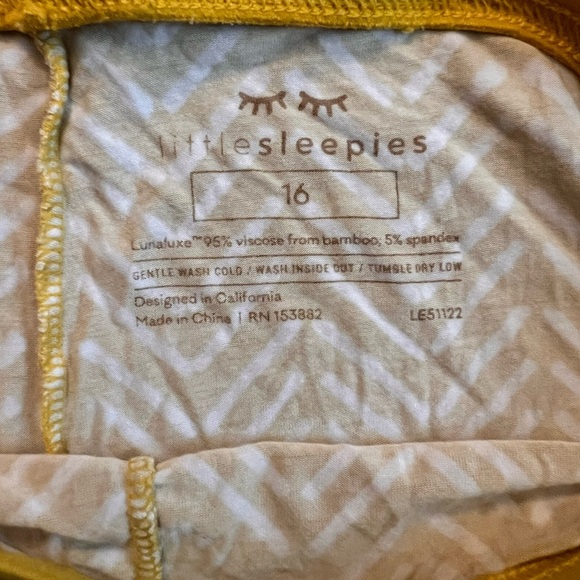 littlesleepies
16
Lunaluxe™ 95% viscose from bamboo, 5% spandex
GENTLE WASH COLD / WASH INSIDE OUT / TUMBLE DRY LOW
Designed in California
Made in China | RN 153882 LE51122